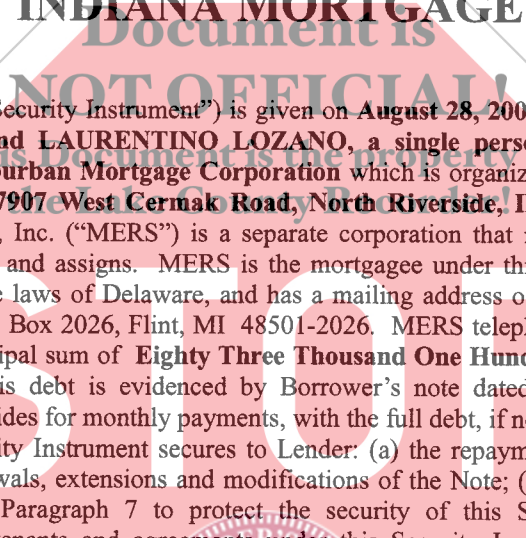 INDIANA MORTGAGE
Document is
NOT OFFICIAL!
Security Instrument”) is given on August 28, 200
nd LAURENTINO LOZANO, a single pers
is Document is the property
burban Mortgage Corporation which is organiz
7907 West Cermak Road, North Riverside, I
the Lake County Recorder!
, Inc. (“MERS”) is a separate corporation that
and assigns. MERS is the mortgagee under th
e laws of Delaware, and has a mailing address o
Box 2026, Flint, MI 48501-2026. MERS telep
ipal sum of Eighty Three Thousand One Hund
is debt is evidenced by Borrower’s note dated
ides for monthly payments, with the full debt, if n
ity Instrument secures to Lender: (a) the repaym
wals, extensions and modifications of the Note; (
Paragraph 7 to protect the security of this S
STOP